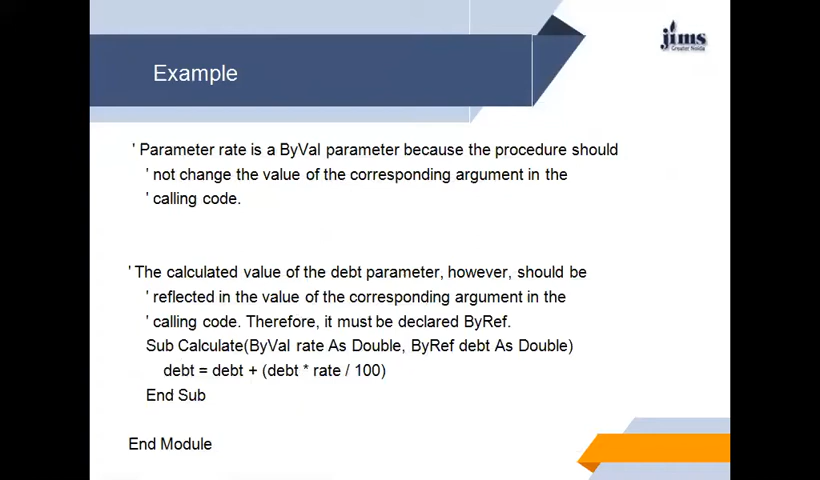 jims
Greater Noida
Example
' Parameter rate is a ByVal parameter because the procedure should
' not change the value of the corresponding argument in the
' calling code.
' The calculated value of the debt parameter, however, should be
' reflected in the value of the corresponding argument in the
' calling code. Therefore, it must be declared ByRef.
Sub Calculate(ByVal rate As Double, ByRef debt As Double)
debt = debt + (debt * rate / 100)
End Sub
End Module